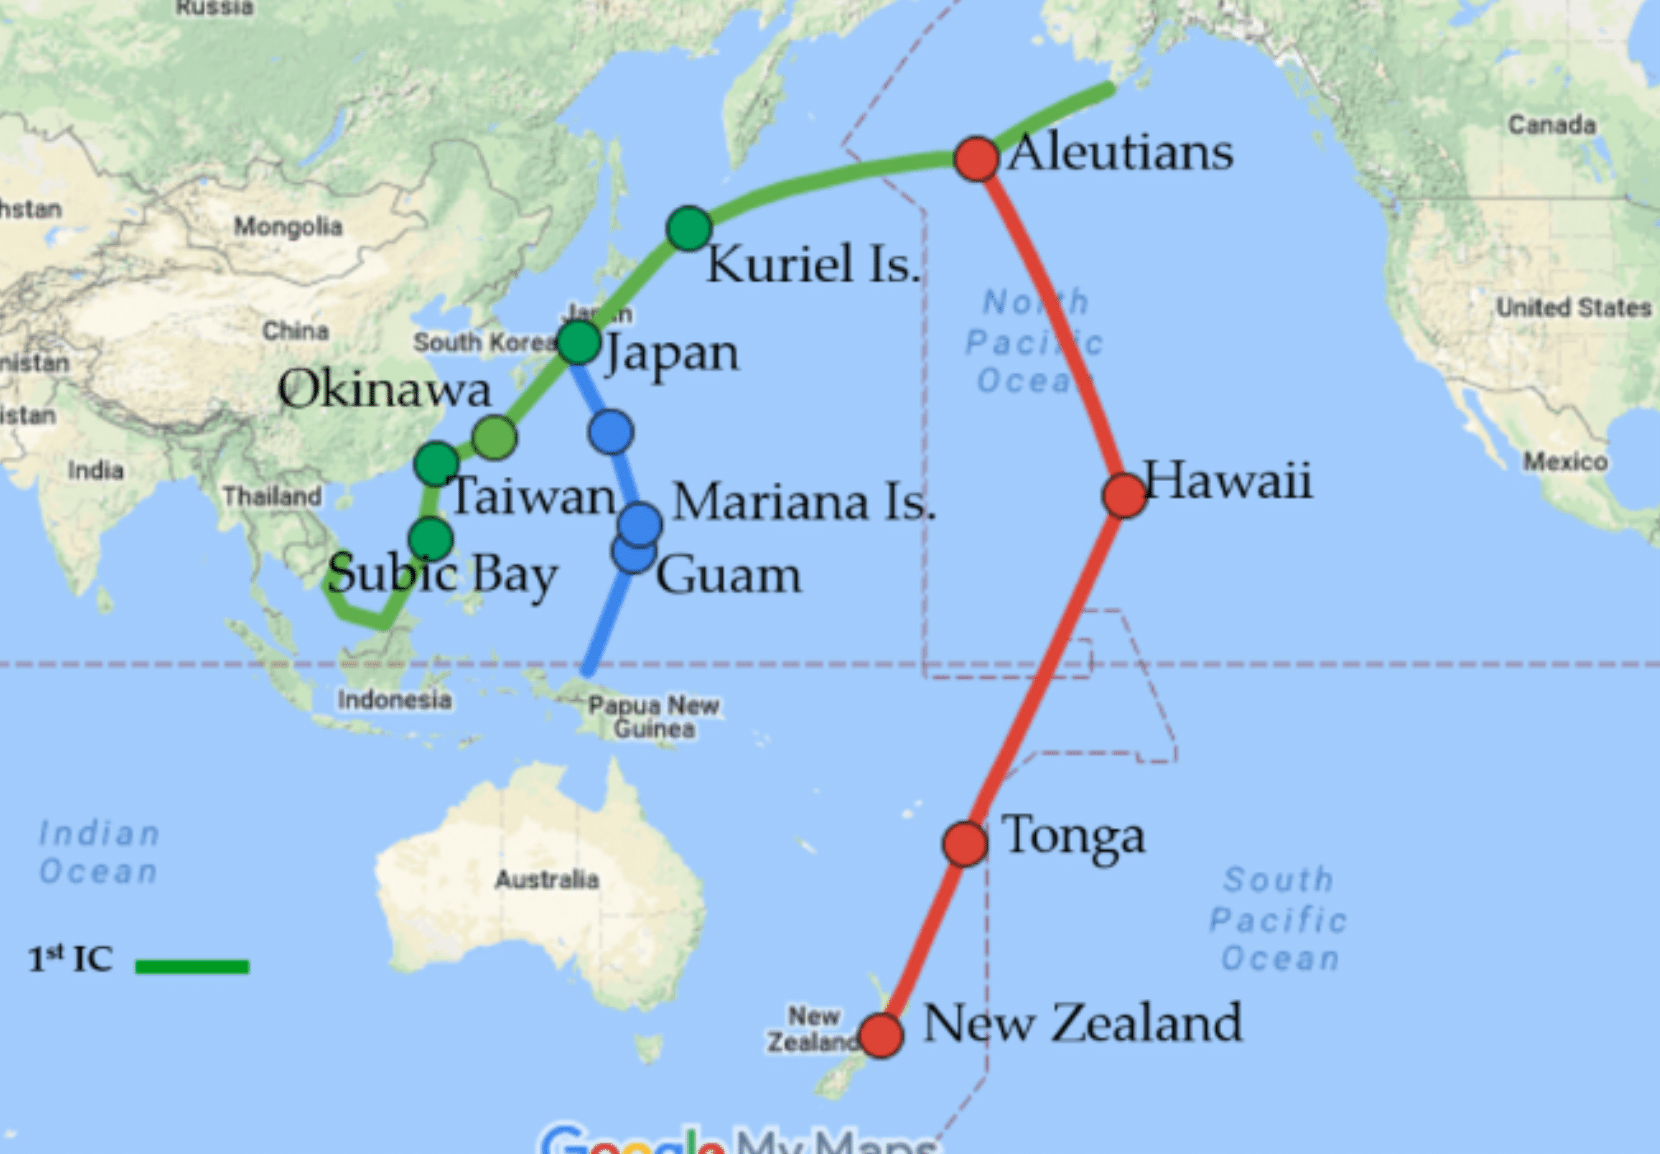 Russia
Canada
Aleutians
hstan
Mongolia
Kuriel Is.
North
Pacific
Ocean
United States
China
Japan
South Korea
Japan
nistan
Okinawa
istan
India
Thailand
Taiwan
Mariana Is.
Hawaii
Mexico
Subic Bay
Guam
Indonesia
Papua New
Guinea
Indian
Ocean
Tonga
Australia
South
Pacific
Ocean
1st IC
New
Zealand
New Zealand
Google My Maps